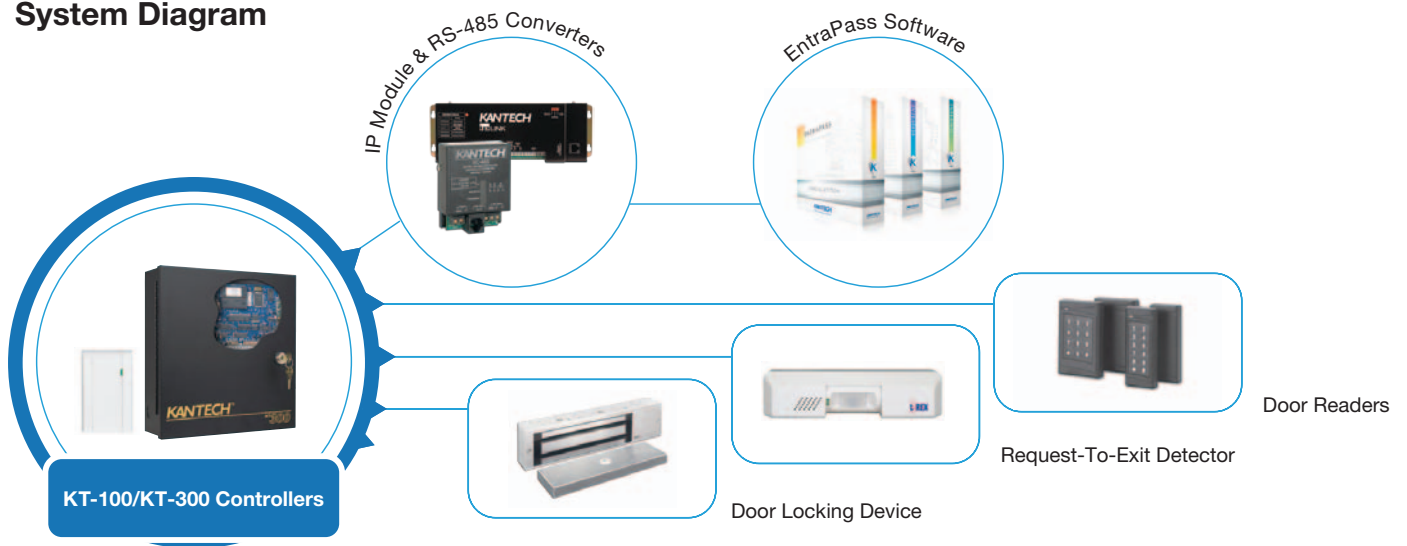 System Diagram
IP Module & RS-485 Converters
EntraPass Software
KANTECH
KANTECH
KANTECH
300
KT-100/KT-300 Controllers
Door Readers
Request-To-Exit Detector
Door Locking Device